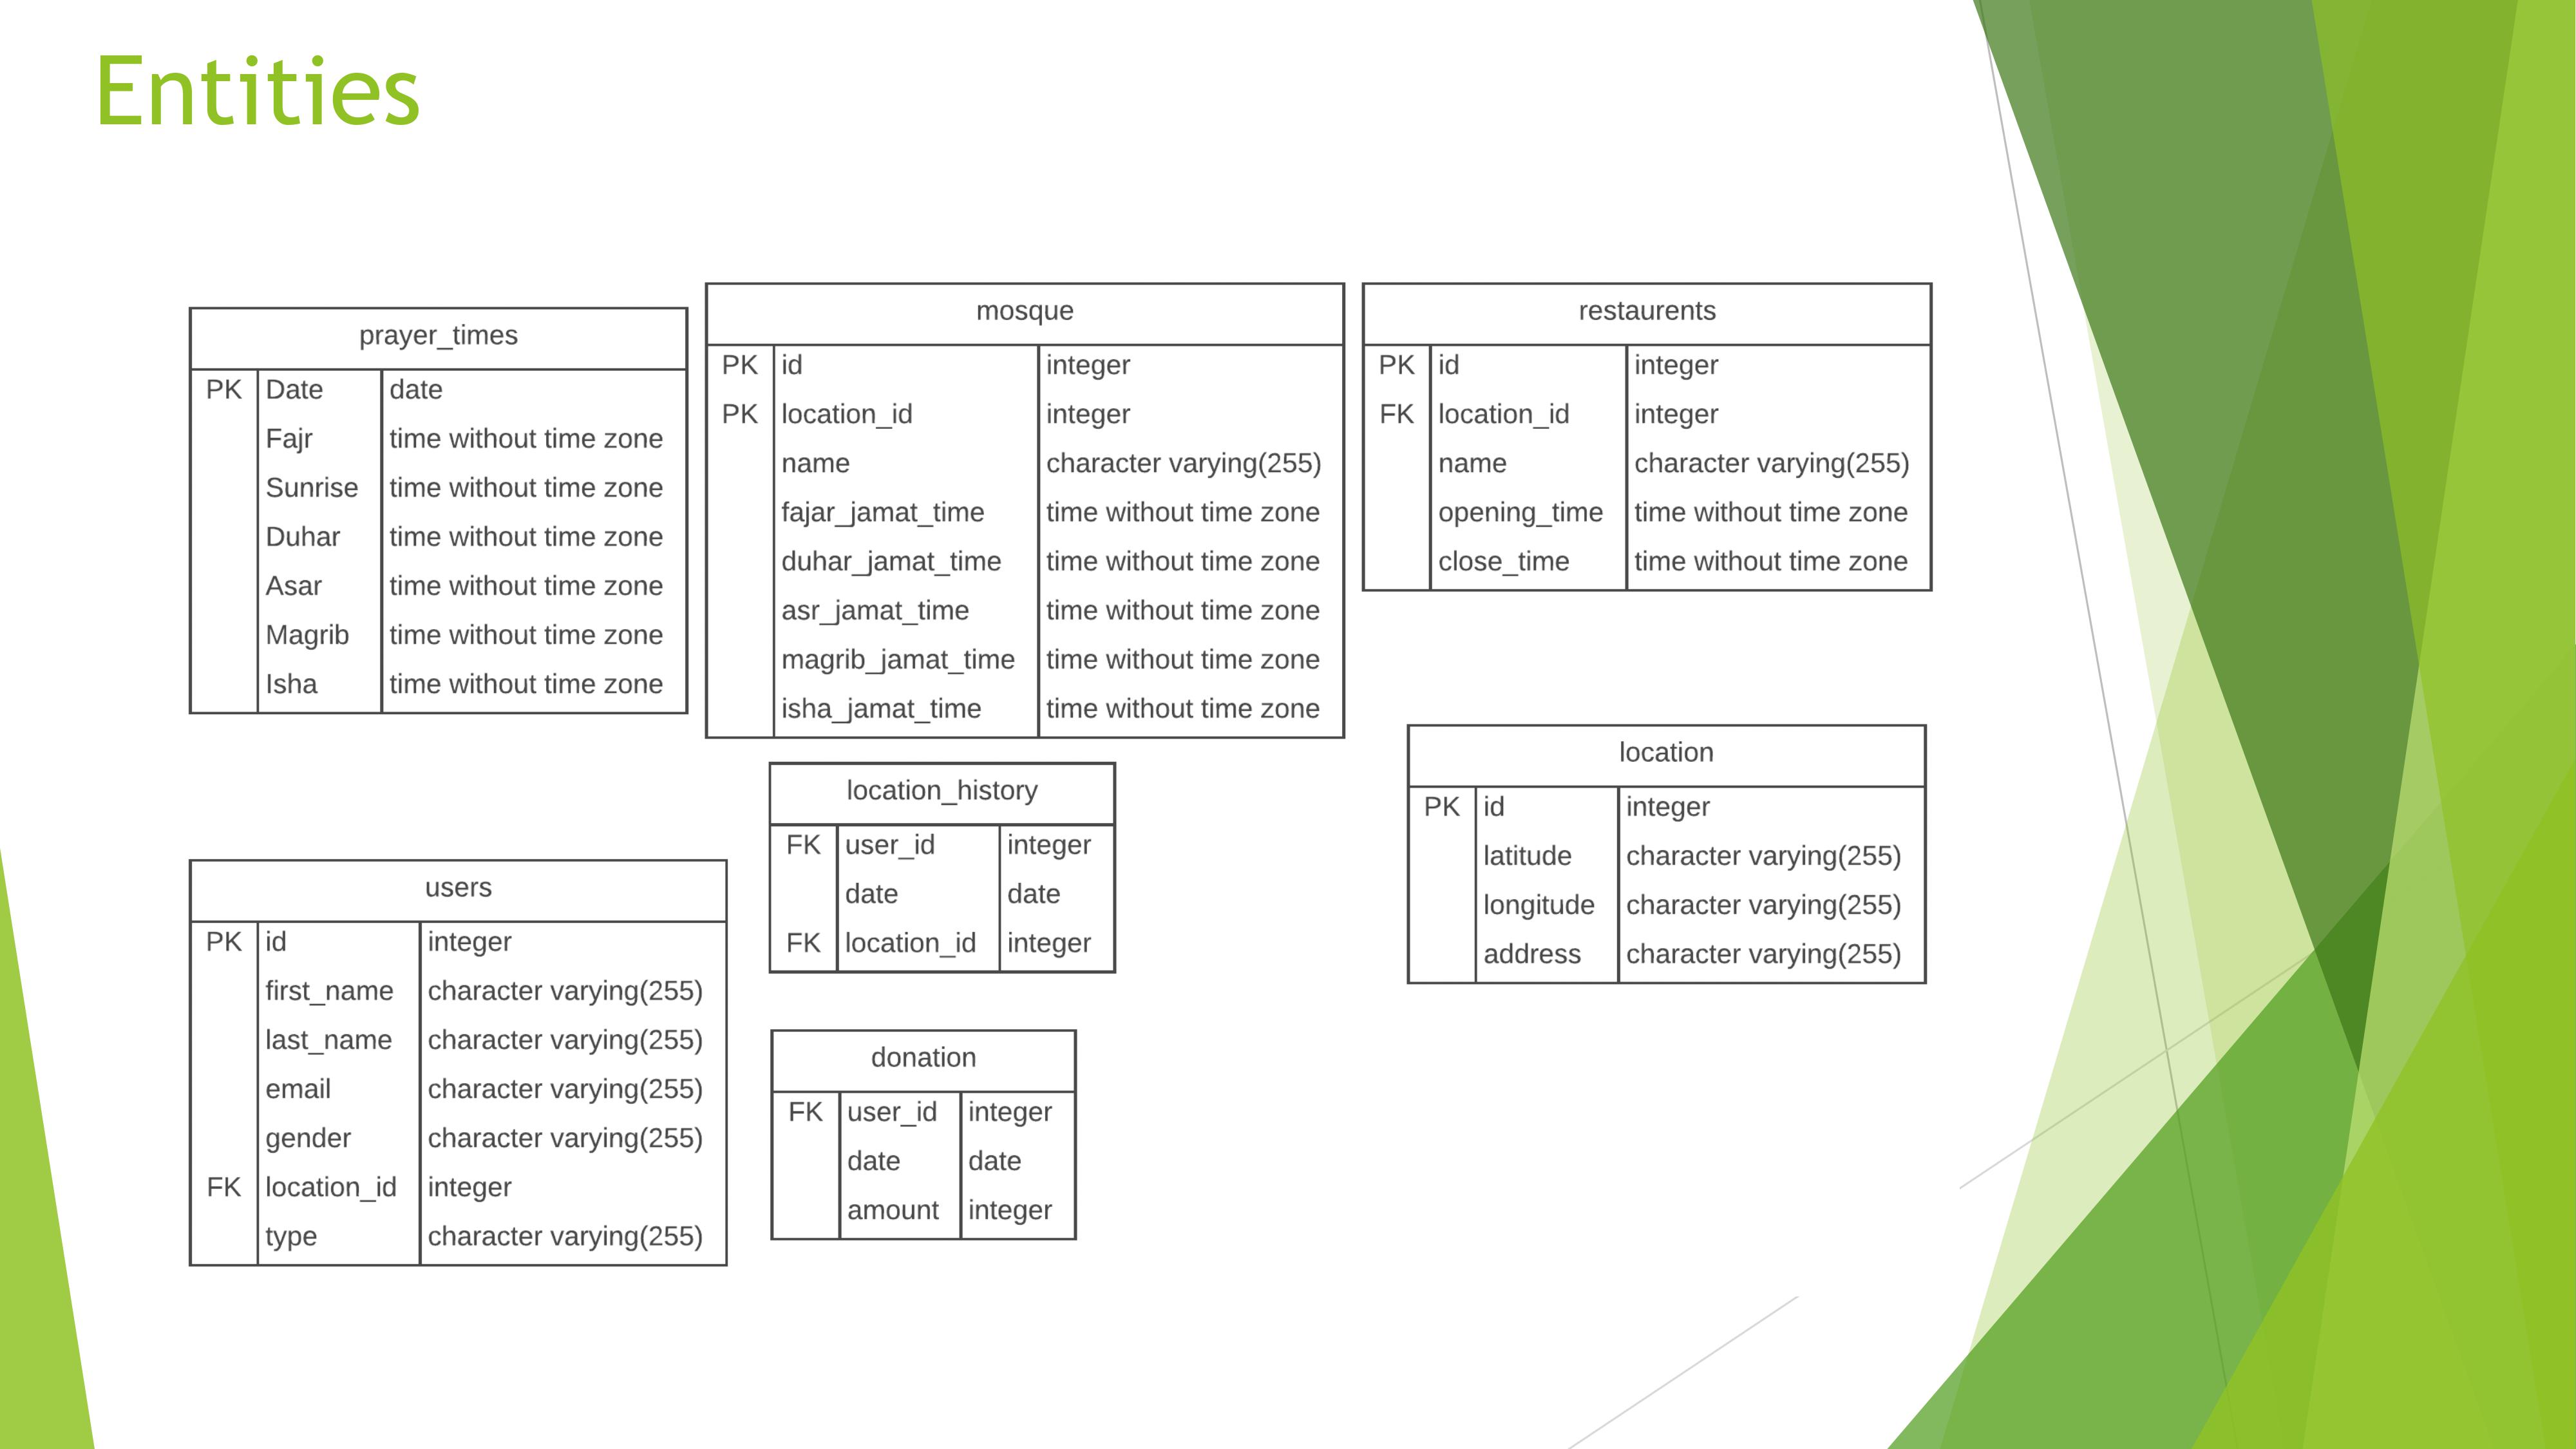 Entities
prayer_times
PK Date date
Fajr time without time zone
Sunrise time without time zone
Duhar time without time zone
Asar time without time zone
Magrib time without time zone
Isha time without time zone
mosque
PK id integer
PK location_id integer
name character varying(255)
fajar_jamat_time time without time zone
duhar_jamat_time time without time zone
asr_jamat_time time without time zone
magrib_jamat_time time without time zone
isha_jamat_time time without time zone
restaurents
PK id integer
FK location_id integer
name character varying(255)
opening_time time without time zone
close_time time without time zone
location_history
FK user_id integer
date date
FK location_id integer
location
PK id integer
latitude character varying(255)
longitude character varying(255)
address character varying(255)
users
PK id integer
first_name character varying(255)
last_name character varying(255)
email character varying(255)
gender character varying(255)
FK location_id integer
type character varying(255)
donation
FK user_id integer
date date
amount integer